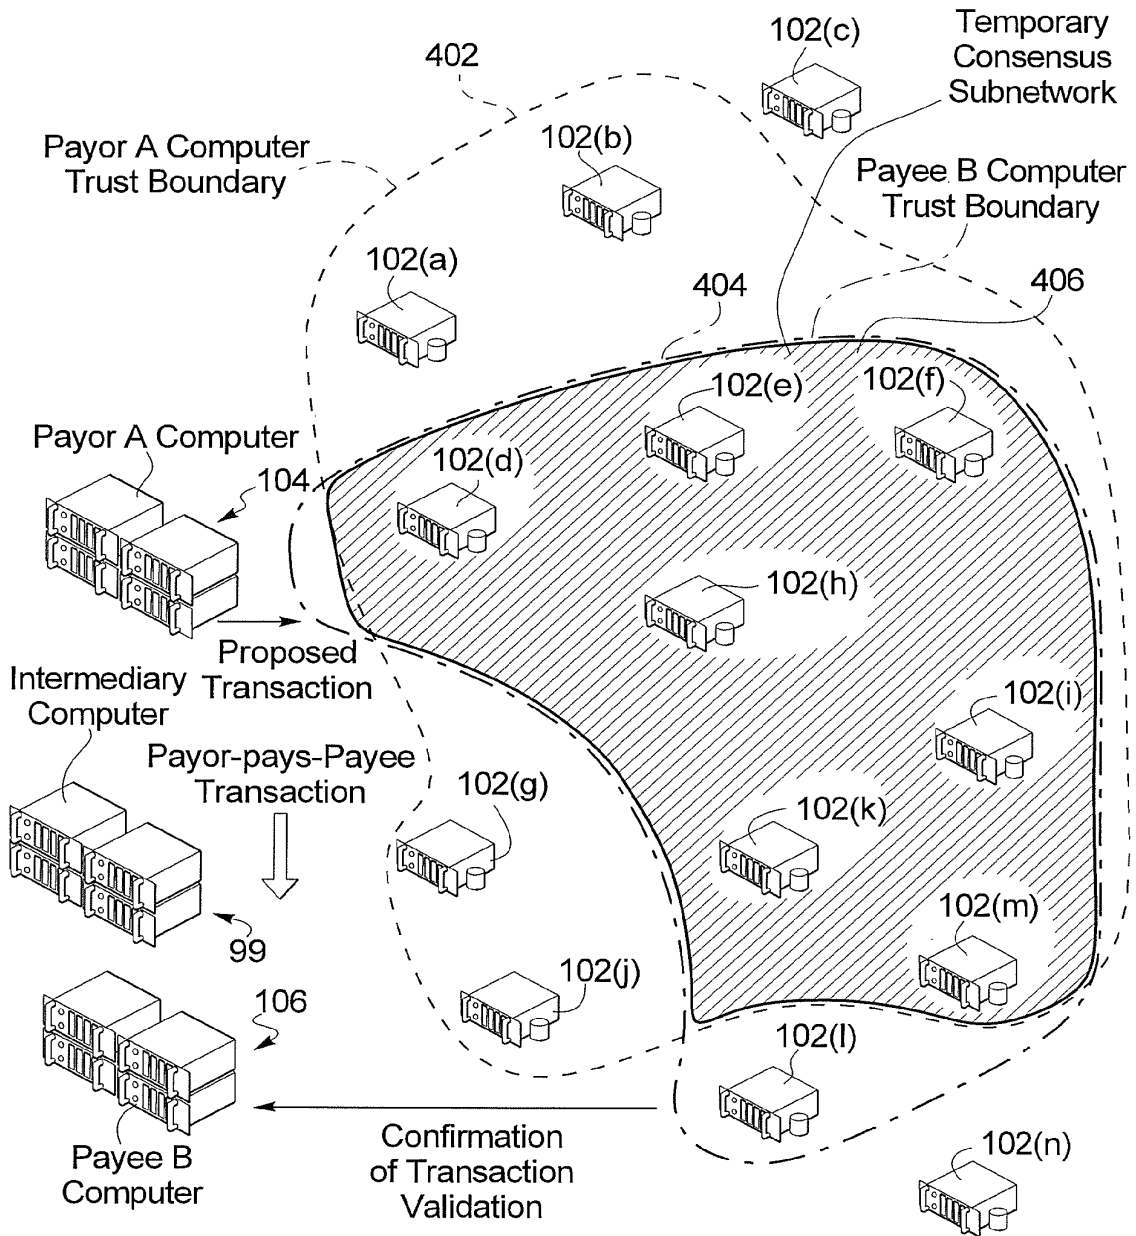 102(c)
Temporary
Consensus
Subnetwork
402
Payor A Computer
Trust Boundary
102(b)
Payee B Computer
Trust Boundary
102(a)
404
406
102(e)
102(f)
Payor A Computer
104
102(d)
102(h)
Proposed
Transaction
Intermediary
Computer
102(i)
Payor-pays-Payee
Transaction
102(g)
102(k)
99
102(m)
106
102(j)
102(l)
Confirmation
of Transaction
Validation
Payee B
Computer
102(n)